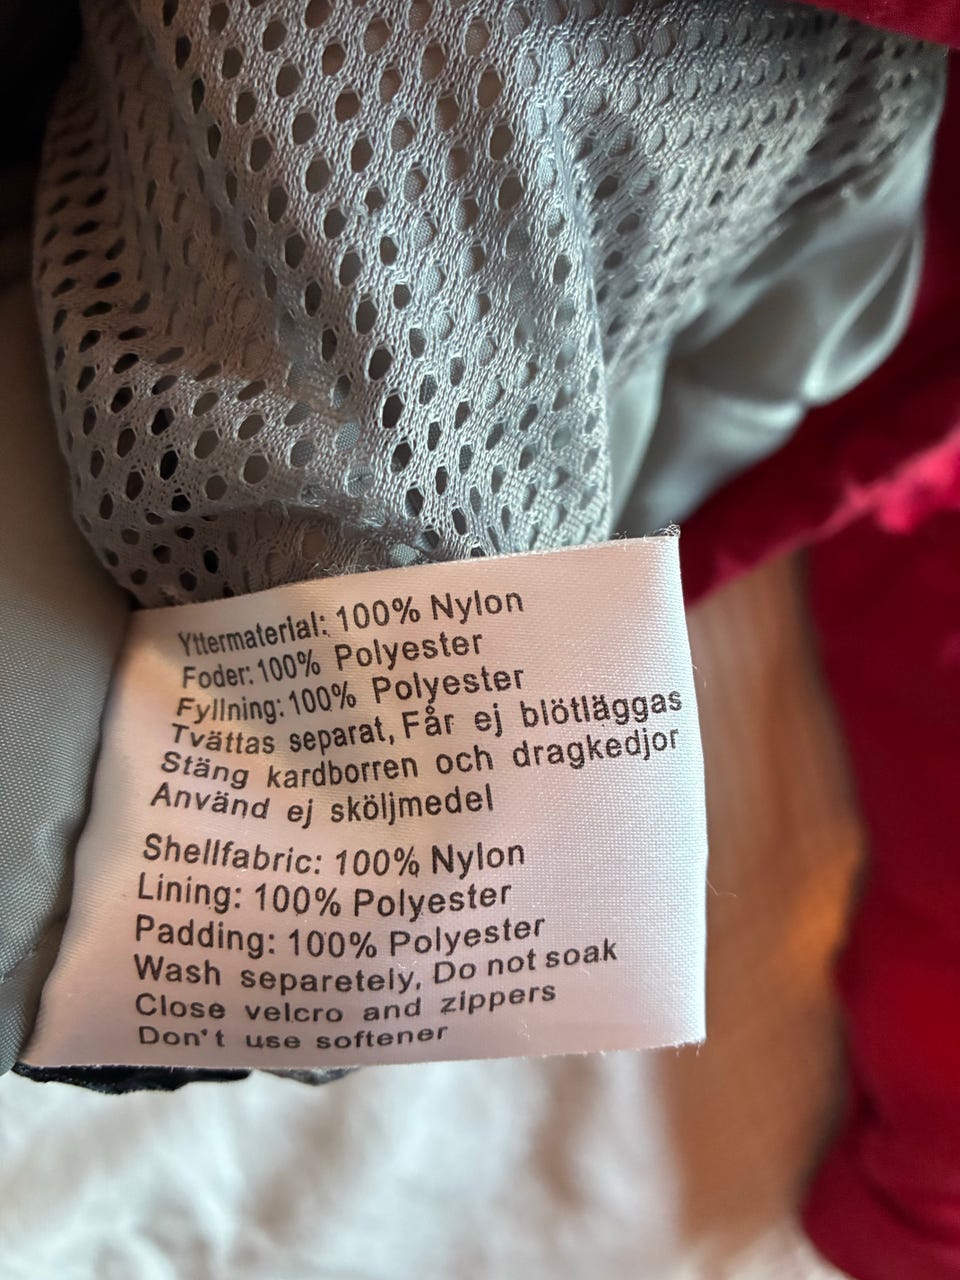 Yttermaterial: 100% Nylon
Foder: 100% Polyester
Fyllning: 100% Polyester
Tvättas separat, Får ej blötläggas
Stäng kardborren och dragkedjor
Använd ej sköljmedel
Shellfabric: 100% Nylon
Lining: 100% Polyester
Padding: 100% Polyester
Wash separetely, Do not soak
Close velcro and zippers
Don't use softener